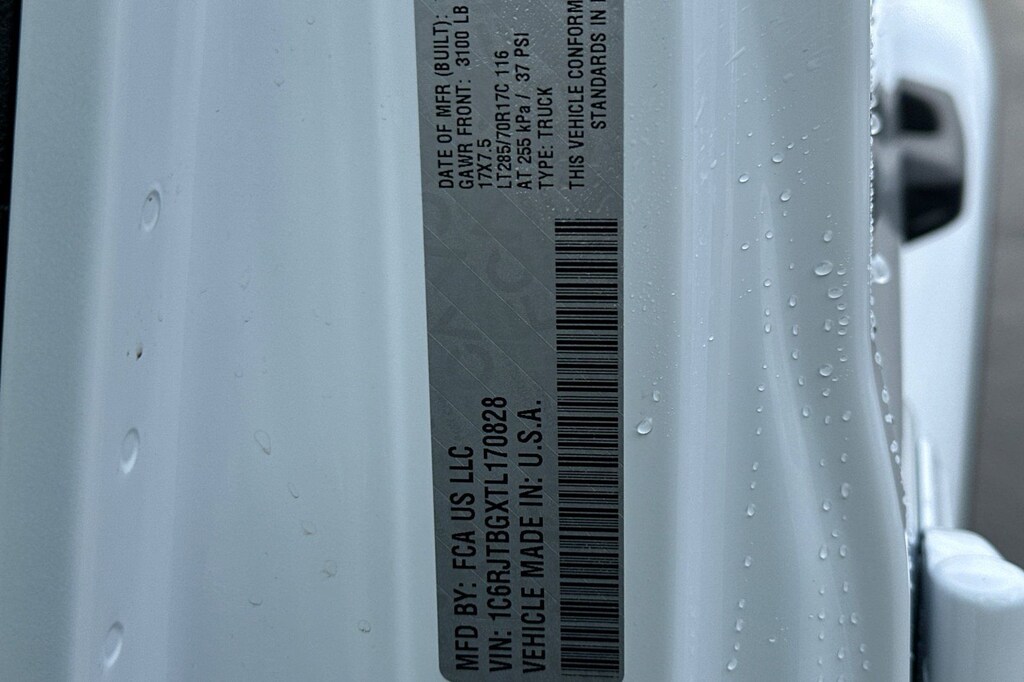 MFD BY: FCA US LLC
VIN: 1C6RJTBGXTL170828
VEHICLE MADE IN: U.S.A.
DATE OF MFR (BUILT):
GAWR FRONT: 3100 LB
17X7.5
LT285/70R17C 116
AT 255 kPa / 37 PSI
TYPE: TRUCK
THIS VEHICLE CONFORM
STANDARDS IN